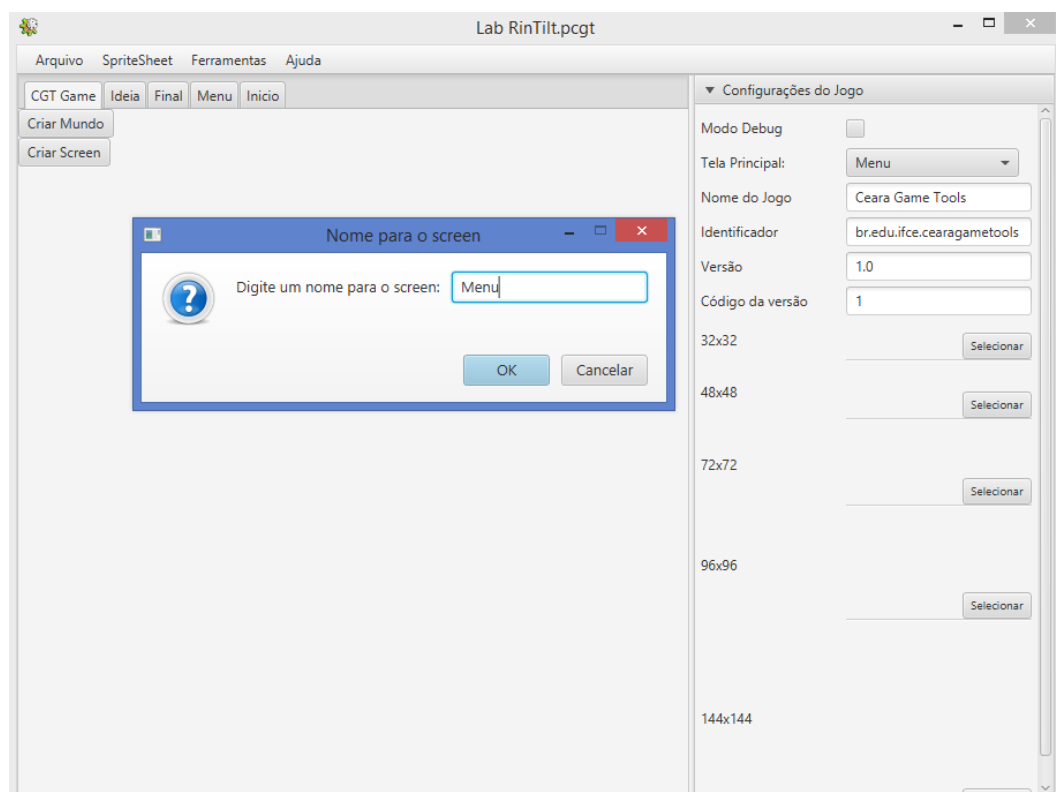 Lab RinTilt.pcgt
Arquivo SpriteSheet Ferramentas Ajuda
CGT Game Ideia Final Menu Inicio
Criar Mundo
Criar Screen
Nome para o screen
Digite um nome para o screen: Menu
OK Cancelar
Configurações do Jogo
Modo Debug
Tela Principal: Menu
Nome do Jogo Ceara Game Tools
Identificador br.edu.ifce.cearagametools
Versão 1.0
Código da versão 1
32x32 Selecionar
48x48 Selecionar
72x72 Selecionar
96x96 Selecionar
144x144